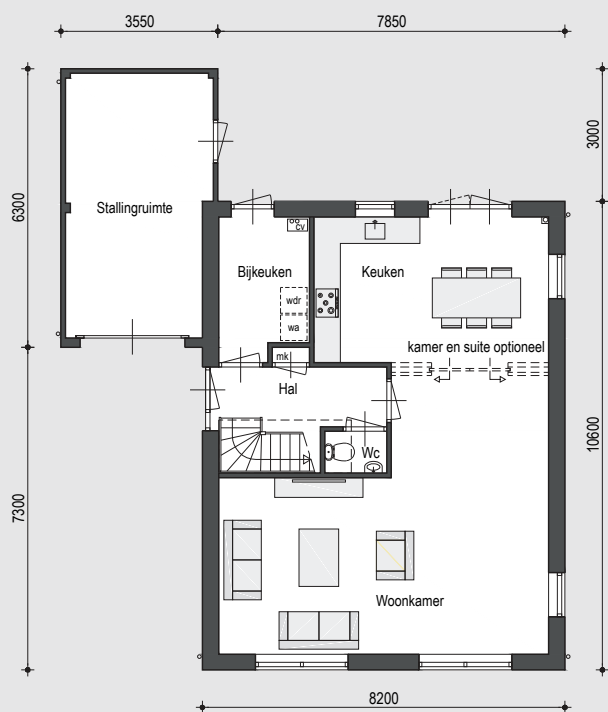 3550
7850
6300
3000
Stallingruimte
CV
Bijkeuken
Keuken
wdr
wa
kamer en suite optioneel
mk
Hal
Wc
10600
7300
Woonkamer
8200